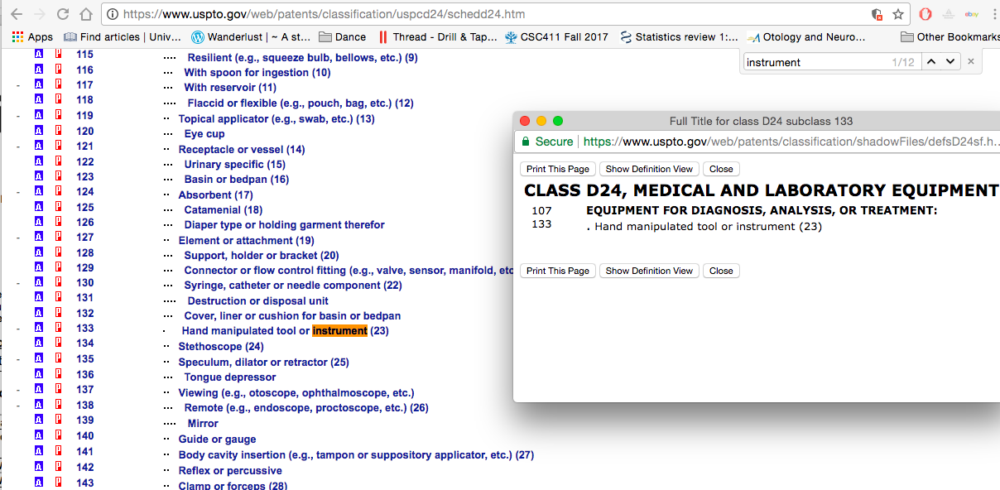 https://www.uspto.gov/web/patents/classification/uspcd24/schedd24.htm
Apps Find articles | Univ... Wanderlust | ~ A st... Dance Thread - Drill & Tap... CSC411 Fall 2017 Statistics review 1:... Otology and Neuro... Other Bookmarks
instrument 1/12
115 .... Resilient (e.g., squeeze bulb, bellows, etc.) (9)
116 ... With spoon for ingestion (10)
- 117 ... With reservoir (11)
118 .... Flaccid or flexible (e.g., pouch, bag, etc.) (12)
- 119 .. Topical applicator (e.g., swab, etc.) (13)
120 ... Eye cup
- 121 .. Receptacle or vessel (14)
122 ... Urinary specific (15)
123 ... Basin or bedpan (16)
- 124 .. Absorbent (17)
125 ... Catamenial (18)
126 ... Diaper type or holding garment therefor
- 127 .. Element or attachment (19)
128 ... Support, holder or bracket (20)
129 ... Connector or flow control fitting (e.g., valve, sensor, manifold, etc
- 130 ... Syringe, catheter or needle component (22)
131 .... Destruction or disposal unit
132 ... Cover, liner or cushion for basin or bedpan
- 133 . Hand manipulated tool or instrument (23)
134 .. Stethoscope (24)
- 135 .. Speculum, dilator or retractor (25)
136 ... Tongue depressor
- 137 .. Viewing (e.g., otoscope, ophthalmoscope, etc.)
- 138 ... Remote (e.g., endoscope, proctoscope, etc.) (26)
139 .... Mirror
140 .. Guide or gauge
141 .. Body cavity insertion (e.g., tampon or suppository applicator, etc.) (27)
142 .. Reflex or percussive
143 .. Clamp or forceps (28)
Full Title for class D24 subclass 133
Secure https://www.uspto.gov/web/patents/classification/shadowFiles/defsD24sf.h...
Print This Page Show Definition View Close
CLASS D24, MEDICAL AND LABORATORY EQUIPMENT
107 EQUIPMENT FOR DIAGNOSIS, ANALYSIS, OR TREATMENT:
133 . Hand manipulated tool or instrument (23)
Print This Page Show Definition View Close